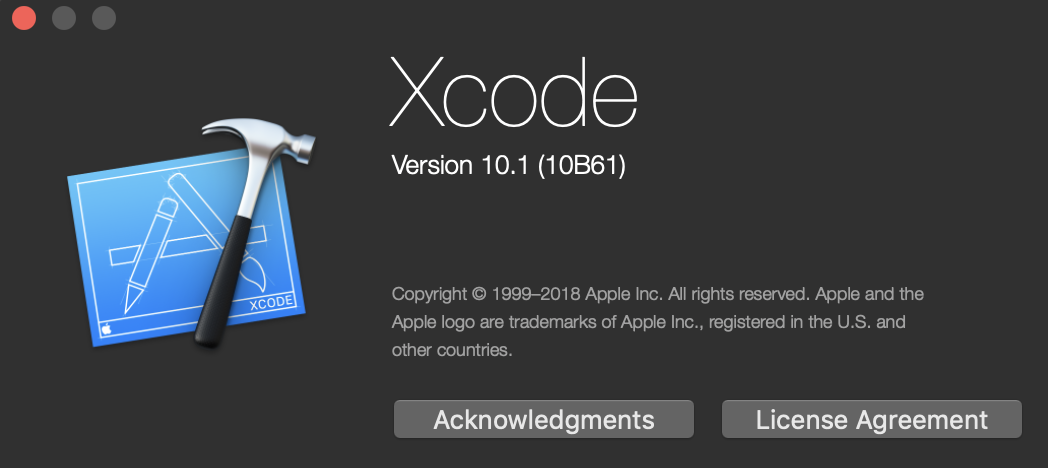 Xcode
Version 10.1 (10B61)
XCODE
Copyright © 1999–2018 Apple Inc. All rights reserved. Apple and the
Apple logo are trademarks of Apple Inc., registered in the U.S. and
other countries.
Acknowledgments
License Agreement